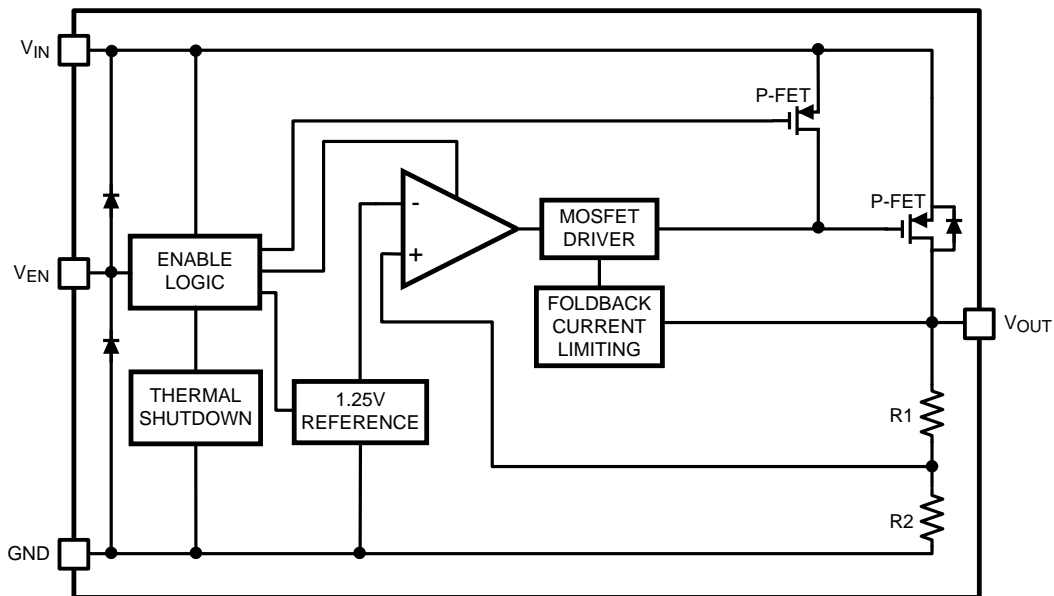 VIN
P-FET
P-FET
-
MOSFET
DRIVER
ENABLE
LOGIC
+
VEN
FOLDBACK
CURRENT
LIMITING
VOUT
THERMAL
SHUTDOWN
1.25V
REFERENCE
R1
R2
GND